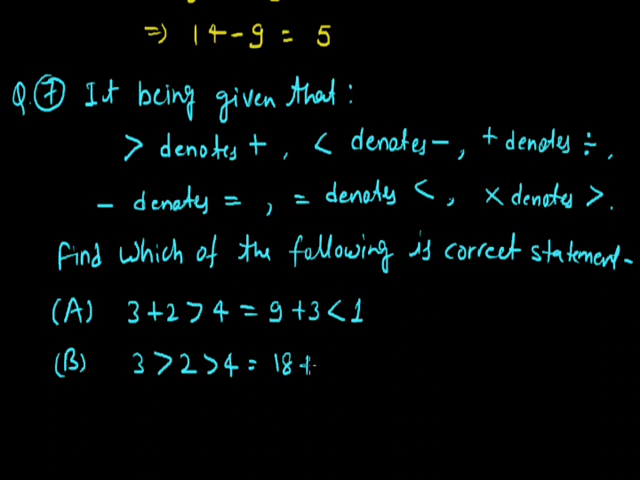 ⇒ 14 - 9 = 5
Q.⑦ It being given that :
> denotes + , < denotes - , + denotes ÷ ,
- denotes = , = denotes < , × denotes > .
Find which of the following is correct statement -
(A) 3 + 2 > 4 = 9 + 3 < 1
(B) 3 > 2 > 4 = 18